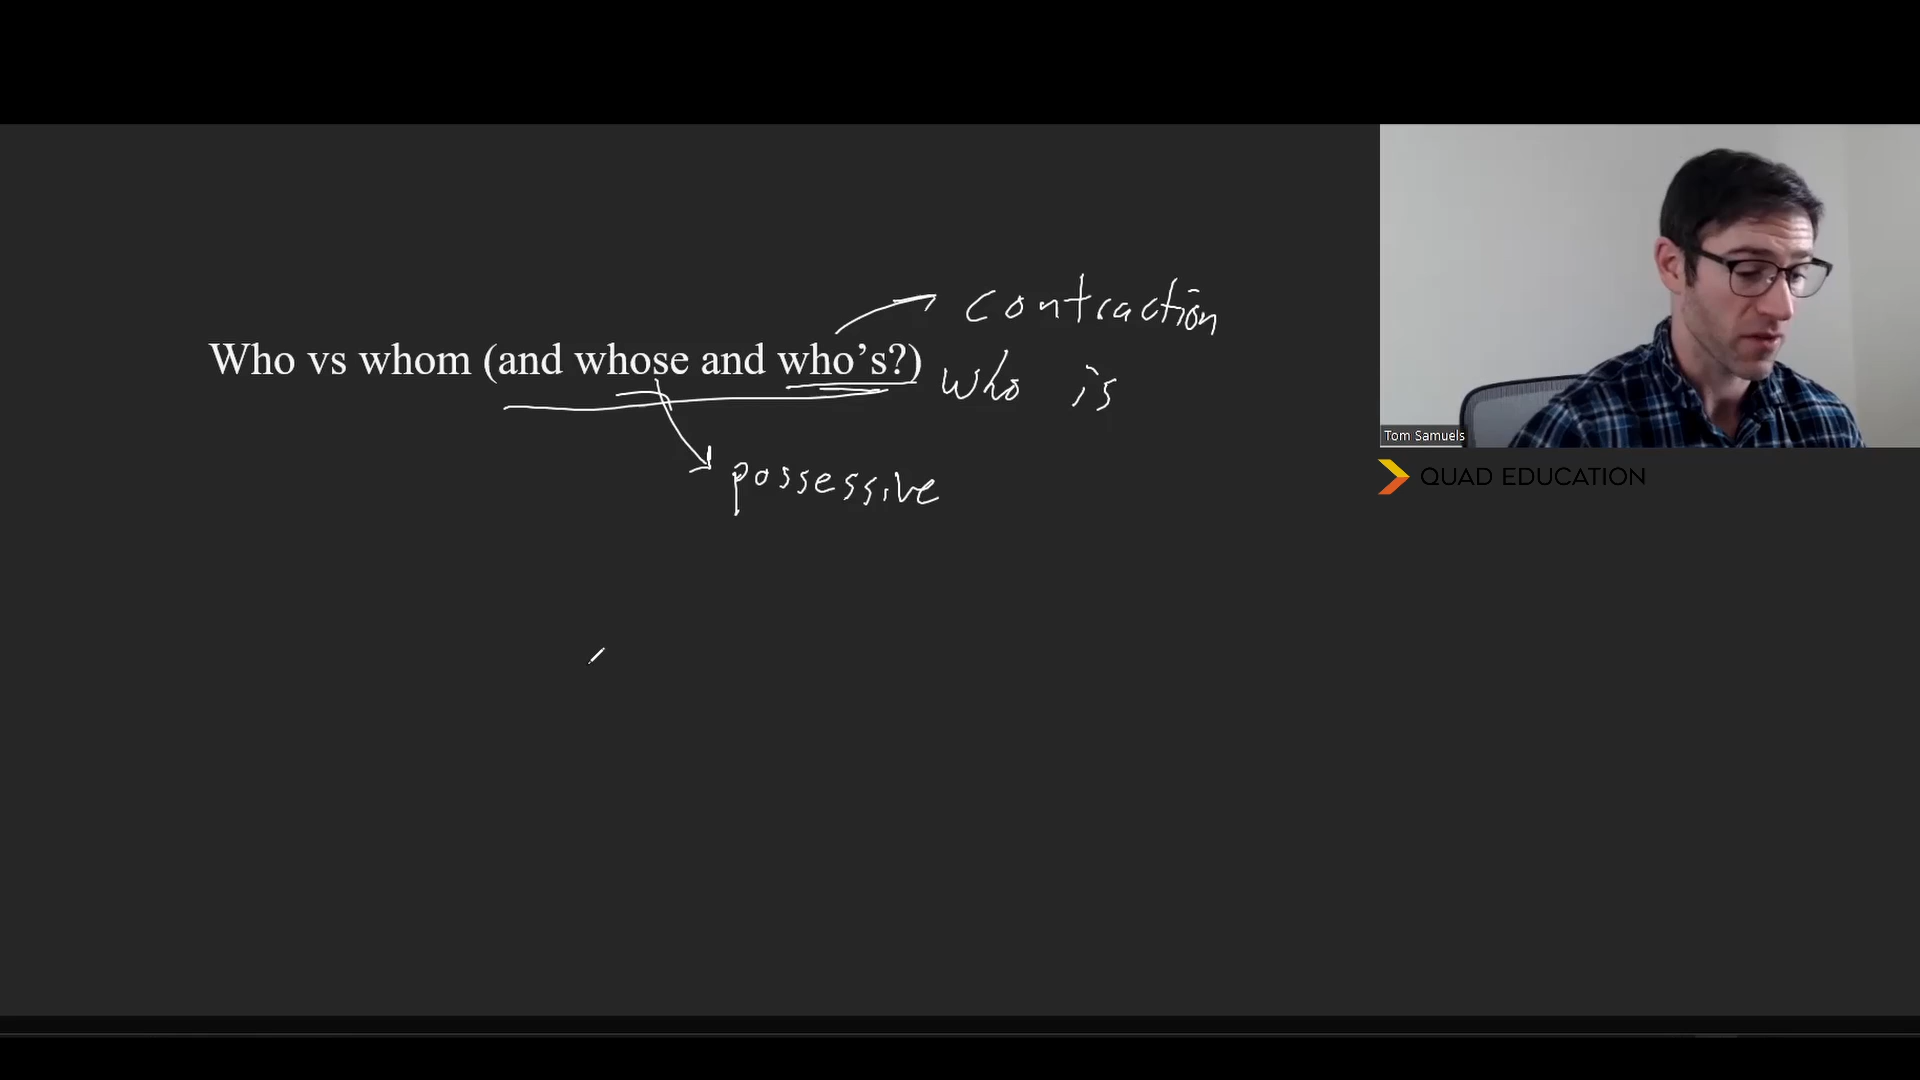 contraction
Who vs whom (and whose and who’s?)
who is
possessive
Tom Samuels
QUAD EDUCATION